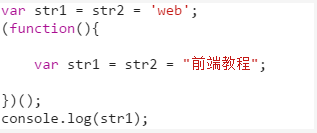 var str1 = str2 = 'web';
(function(){
var str1 = str2 = "前端教程";
})();
console.log(str1);